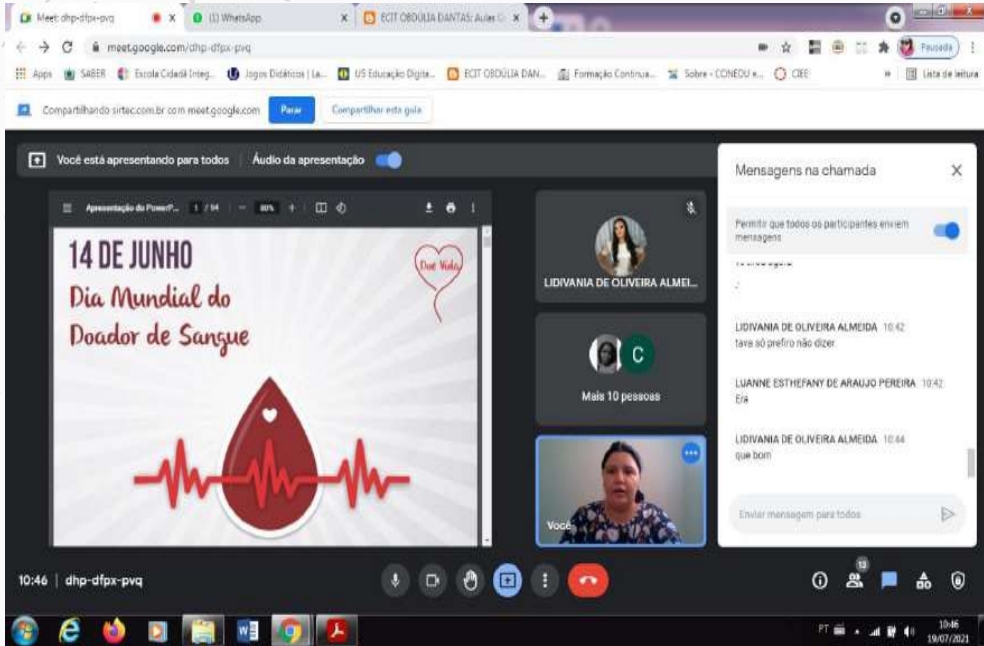 Meet: dhp-dfpx-pvq
(1) WhatsApp
ECIT OBDÚLIA DANTAS: Aulas
meet.google.com/dhp-dfpx-pvq
Pausada
Apps
SABER
Escola Cidadã Integ...
Jogos Didáticos | La...
U5 Educação Digita...
ECIT OBDÚLIA DAN...
Formação Continua...
Sobre - CONEDU e...
CIEE
Lista de leitura
Compartilhando sirtec.com.br com meet.google.com
Parar
Compartilhar esta guia
Você está apresentando para todos
Áudio da apresentação
Apresentação do PowerP...
1 / 94
80%
14 DE JUNHO
Dia Mundial do
Doador de Sangue
Doe Vida
LIDIVANIA DE OLIVEIRA ALMEI...
C
Mais 10 pessoas
Você
Mensagens na chamada
Permitir que todos os participantes enviem
mensagens
LIDIVANIA DE OLIVEIRA ALMEIDA 10:42
tava só prefiro não dizer
LUANNE ESTHEFANY DE ARAUJO PEREIRA 10:42
Era
LIDIVANIA DE OLIVEIRA ALMEIDA 10:44
que bom
Enviar mensagem para todos
10:46 | dhp-dfpx-pvq
13
PT
10:46
19/07/2021